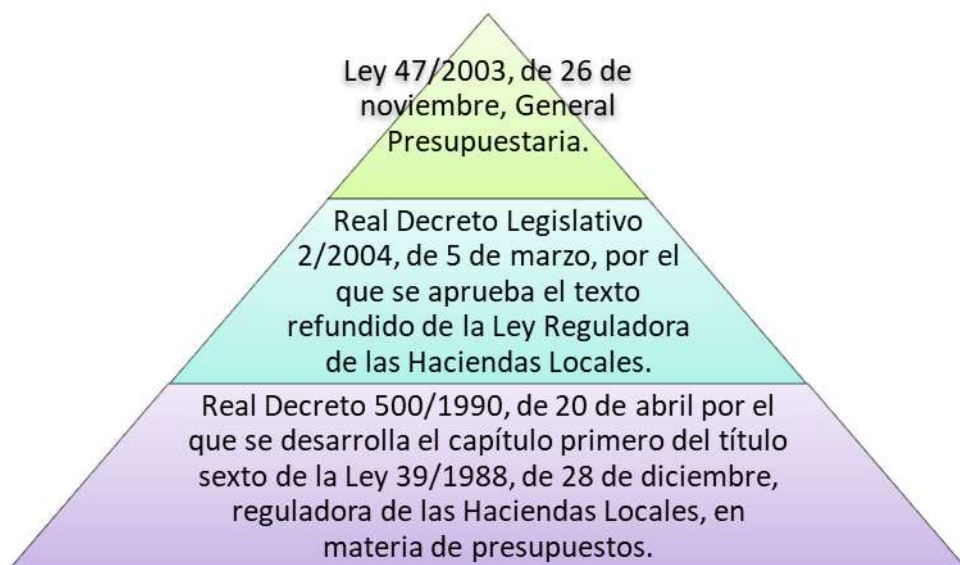 Ley 47/2003, de 26 de
noviembre, General
Presupuestaria.
Real Decreto Legislativo
2/2004, de 5 de marzo, por el
que se aprueba el texto
refundido de la Ley Reguladora
de las Haciendas Locales.
Real Decreto 500/1990, de 20 de abril por el
que se desarrolla el capítulo primero del título
sexto de la Ley 39/1988, de 28 de diciembre,
reguladora de las Haciendas Locales, en
materia de presupuestos.